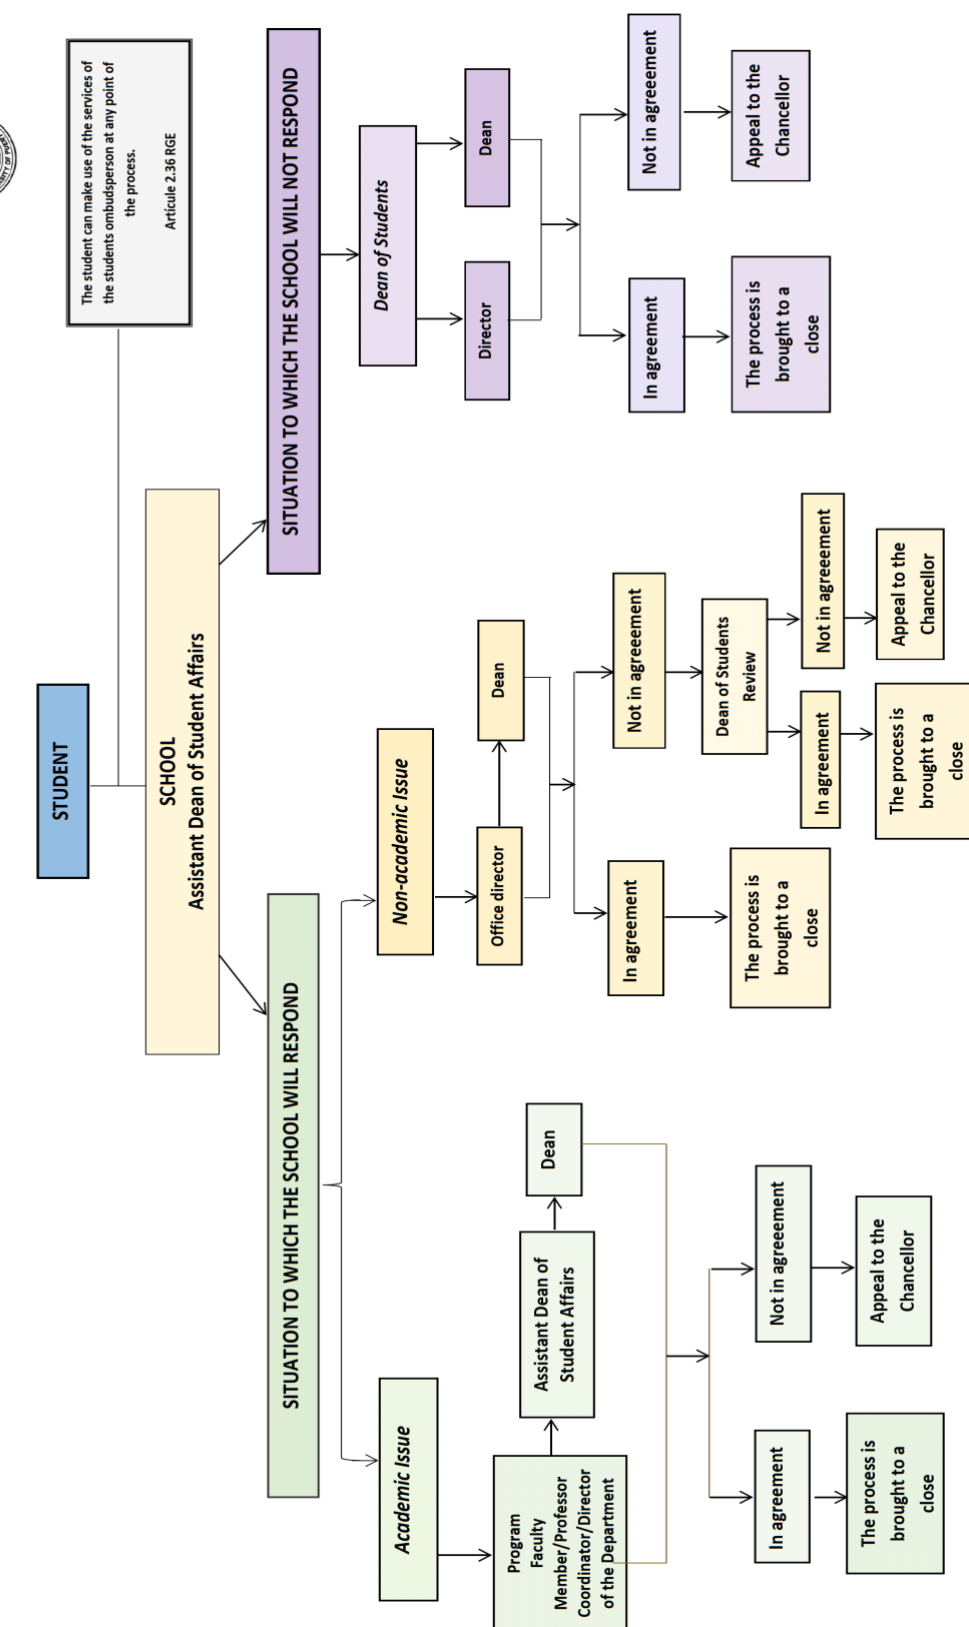 The student can make use of the services of
the students ombudsperson at any point of
the process.
Articule 2.36 RGE
STUDENT
SCHOOL
Assistant Dean of Student Affairs
SITUATION TO WHICH THE SCHOOL WILL RESPOND
SITUATION TO WHICH THE SCHOOL WILL NOT RESPOND
Academic Issue
Program
Faculty
Member/Professor
Coordinator/Director
of the Department
Assistant Dean of
Student Affairs
Dean
In agreement
The process is
brought to a
close
Not in agreeement
Appeal to the
Chancellor
Non-academic Issue
Office director
Dean
In agreement
The process is
brought to a
close
Not in agreeement
Dean of Students
Review
In agreement
The process is
brought to a
close
Not in agreeement
Appeal to the
Chancellor
Dean of Students
Director
Dean
In agreement
The process is
brought to a
close
Not in agreeement
Appeal to the
Chancellor